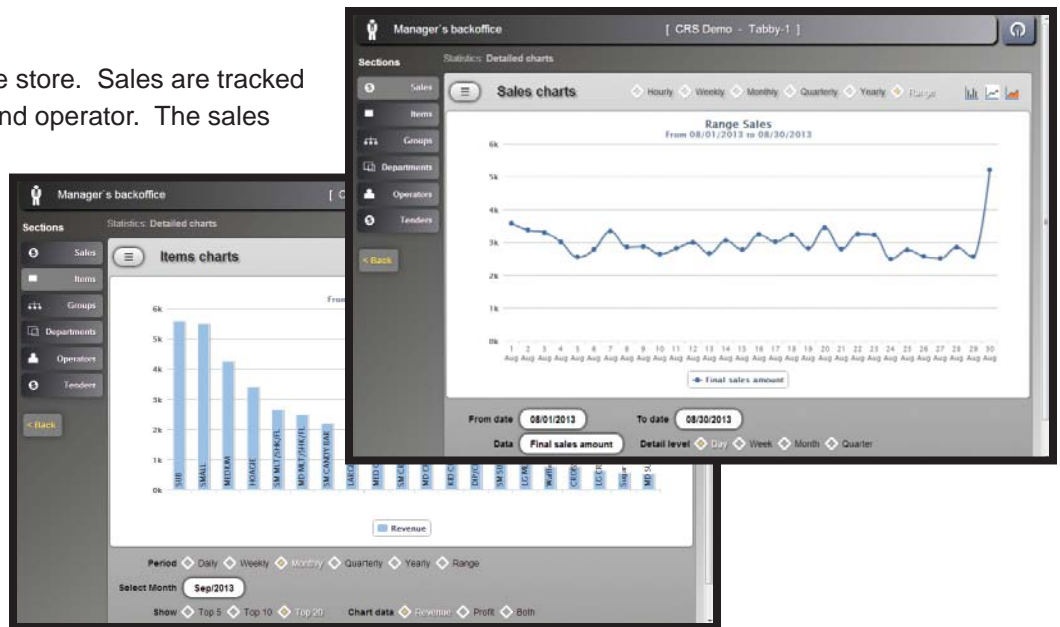 e store. Sales are tracked
nd operator. The sales
Manager's backoffice
[ CRS Demo - Tabby-1 ]
Sections
Statistics: Detailed charts
Sales
Items
Groups
Departments
Operators
Tenders
< Back
Sales charts
Hourly Weekly Monthly Quarterly Yearly Range
Range Sales
From 08/01/2013 to 08/30/2013
6k
5k
4k
3k
2k
1k
0k
1 2 3 4 5 6 7 8 9 10 11 12 13 14 15 16 17 18 19 20 21 22 23 24 25 26 27 28 29 30
Aug Aug Aug Aug Aug Aug Aug Aug Aug Aug Aug Aug Aug Aug Aug Aug Aug Aug Aug Aug Aug Aug Aug Aug Aug Aug Aug Aug Aug Aug
Final sales amount
From date 08/01/2013 To date 08/30/2013
Data Final sales amount Detail level Day Week Month Quarter
Manager's backoffice
[ C
Sections
Statistics: Detailed charts
Sales
Items
Groups
Departments
Operators
Tenders
< Back
Items charts
From
6k
5k
4k
3k
2k
1k
0k
SUB
SMALL
MEDIUM
HOAGIE
SM MLT/SHK/FL
MD MLT/SHK/FL
SM CANDY BAR
Revenue
Period Daily Weekly Monthly Quarterly Yearly Range
Select Month Sep/2013
Show Top 5 Top 10 Top 20 Chart data Revenue Profit Both